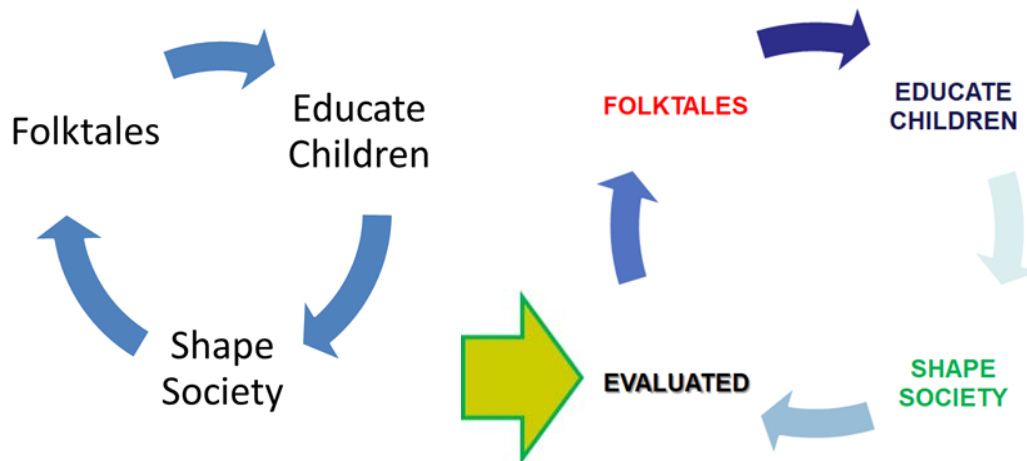 Folktales
Educate
Children
Shape
Society
FOLKTALES
EDUCATE
CHILDREN
SHAPE
SOCIETY
EVALUATED